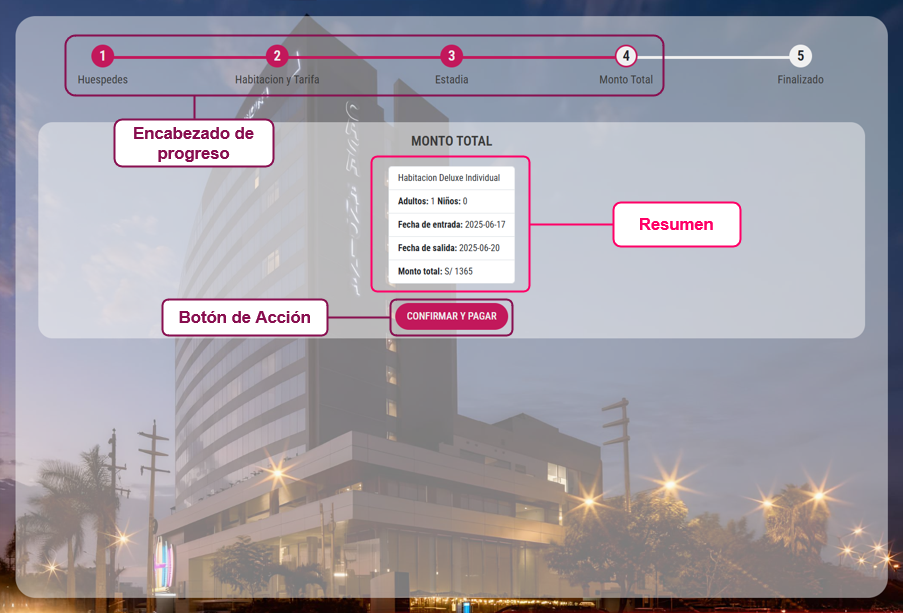 1
2
3
4
5
Huespedes
Habitacion y Tarifa
Estadia
Monto Total
Finalizado
Encabezado de
progreso
MONTO TOTAL
Habitacion Deluxe Individual
Adultos: 1 Niños: 0
Fecha de entrada: 2025-06-17
Resumen
Fecha de salida: 2025-06-20
Monto total: S/ 1365
Botón de Acción
CONFIRMAR Y PAGAR